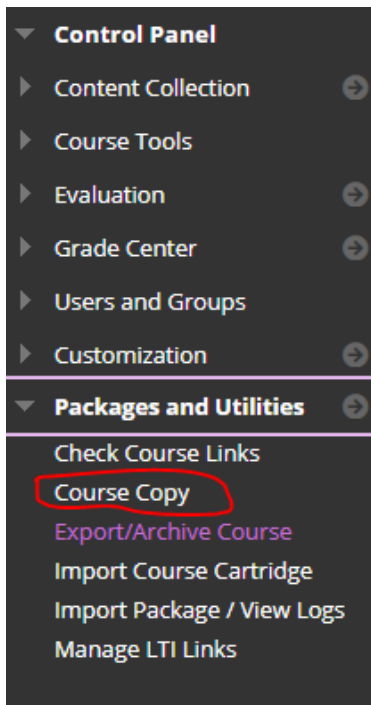 Control Panel
Content Collection
Course Tools
Evaluation
Grade Center
Users and Groups
Customization
Packages and Utilities
Check Course Links
Course Copy
Export/Archive Course
Import Course Cartridge
Import Package / View Logs
Manage LTI Links